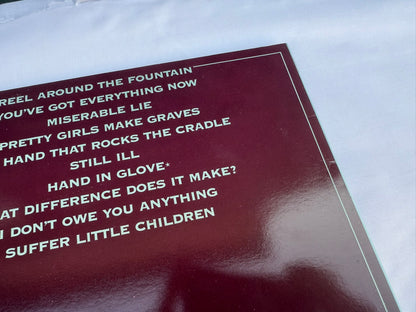 REEL AROUND THE FOUNTAIN
YOU'VE GOT EVERYTHING NOW
MISERABLE LIE
PRETTY GIRLS MAKE GRAVES
HAND THAT ROCKS THE CRADLE
STILL ILL
HAND IN GLOVE*
AT DIFFERENCE DOES IT MAKE?
I DON'T OWE YOU ANYTHING
SUFFER LITTLE CHILDREN